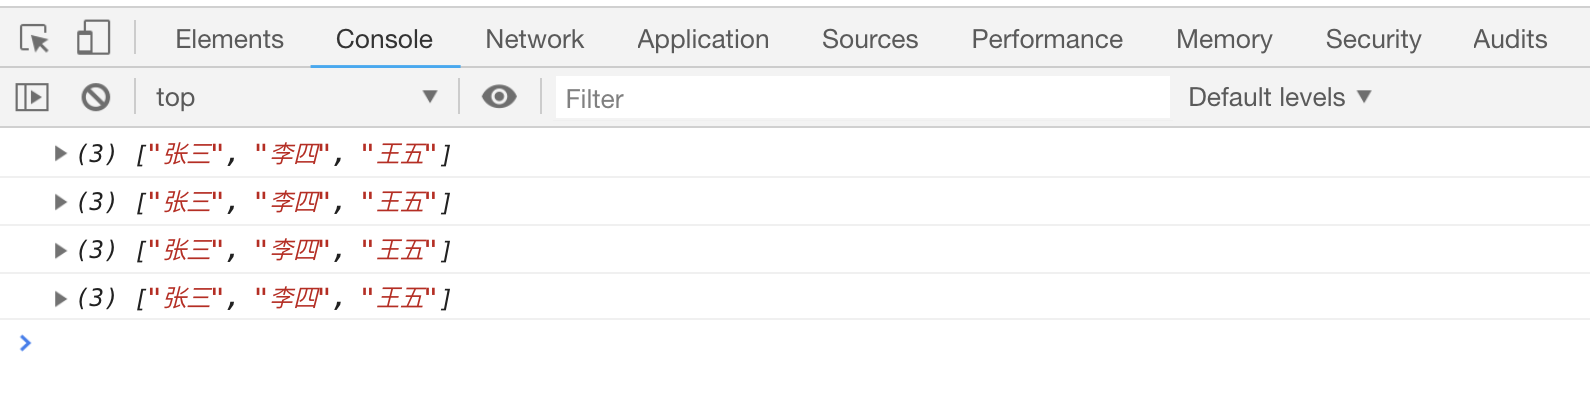 Elements Console Network Application Sources Performance Memory Security Audits
top Filter Default levels
(3) ["张三", "李四", "王五"]
(3) ["张三", "李四", "王五"]
(3) ["张三", "李四", "王五"]
(3) ["张三", "李四", "王五"]